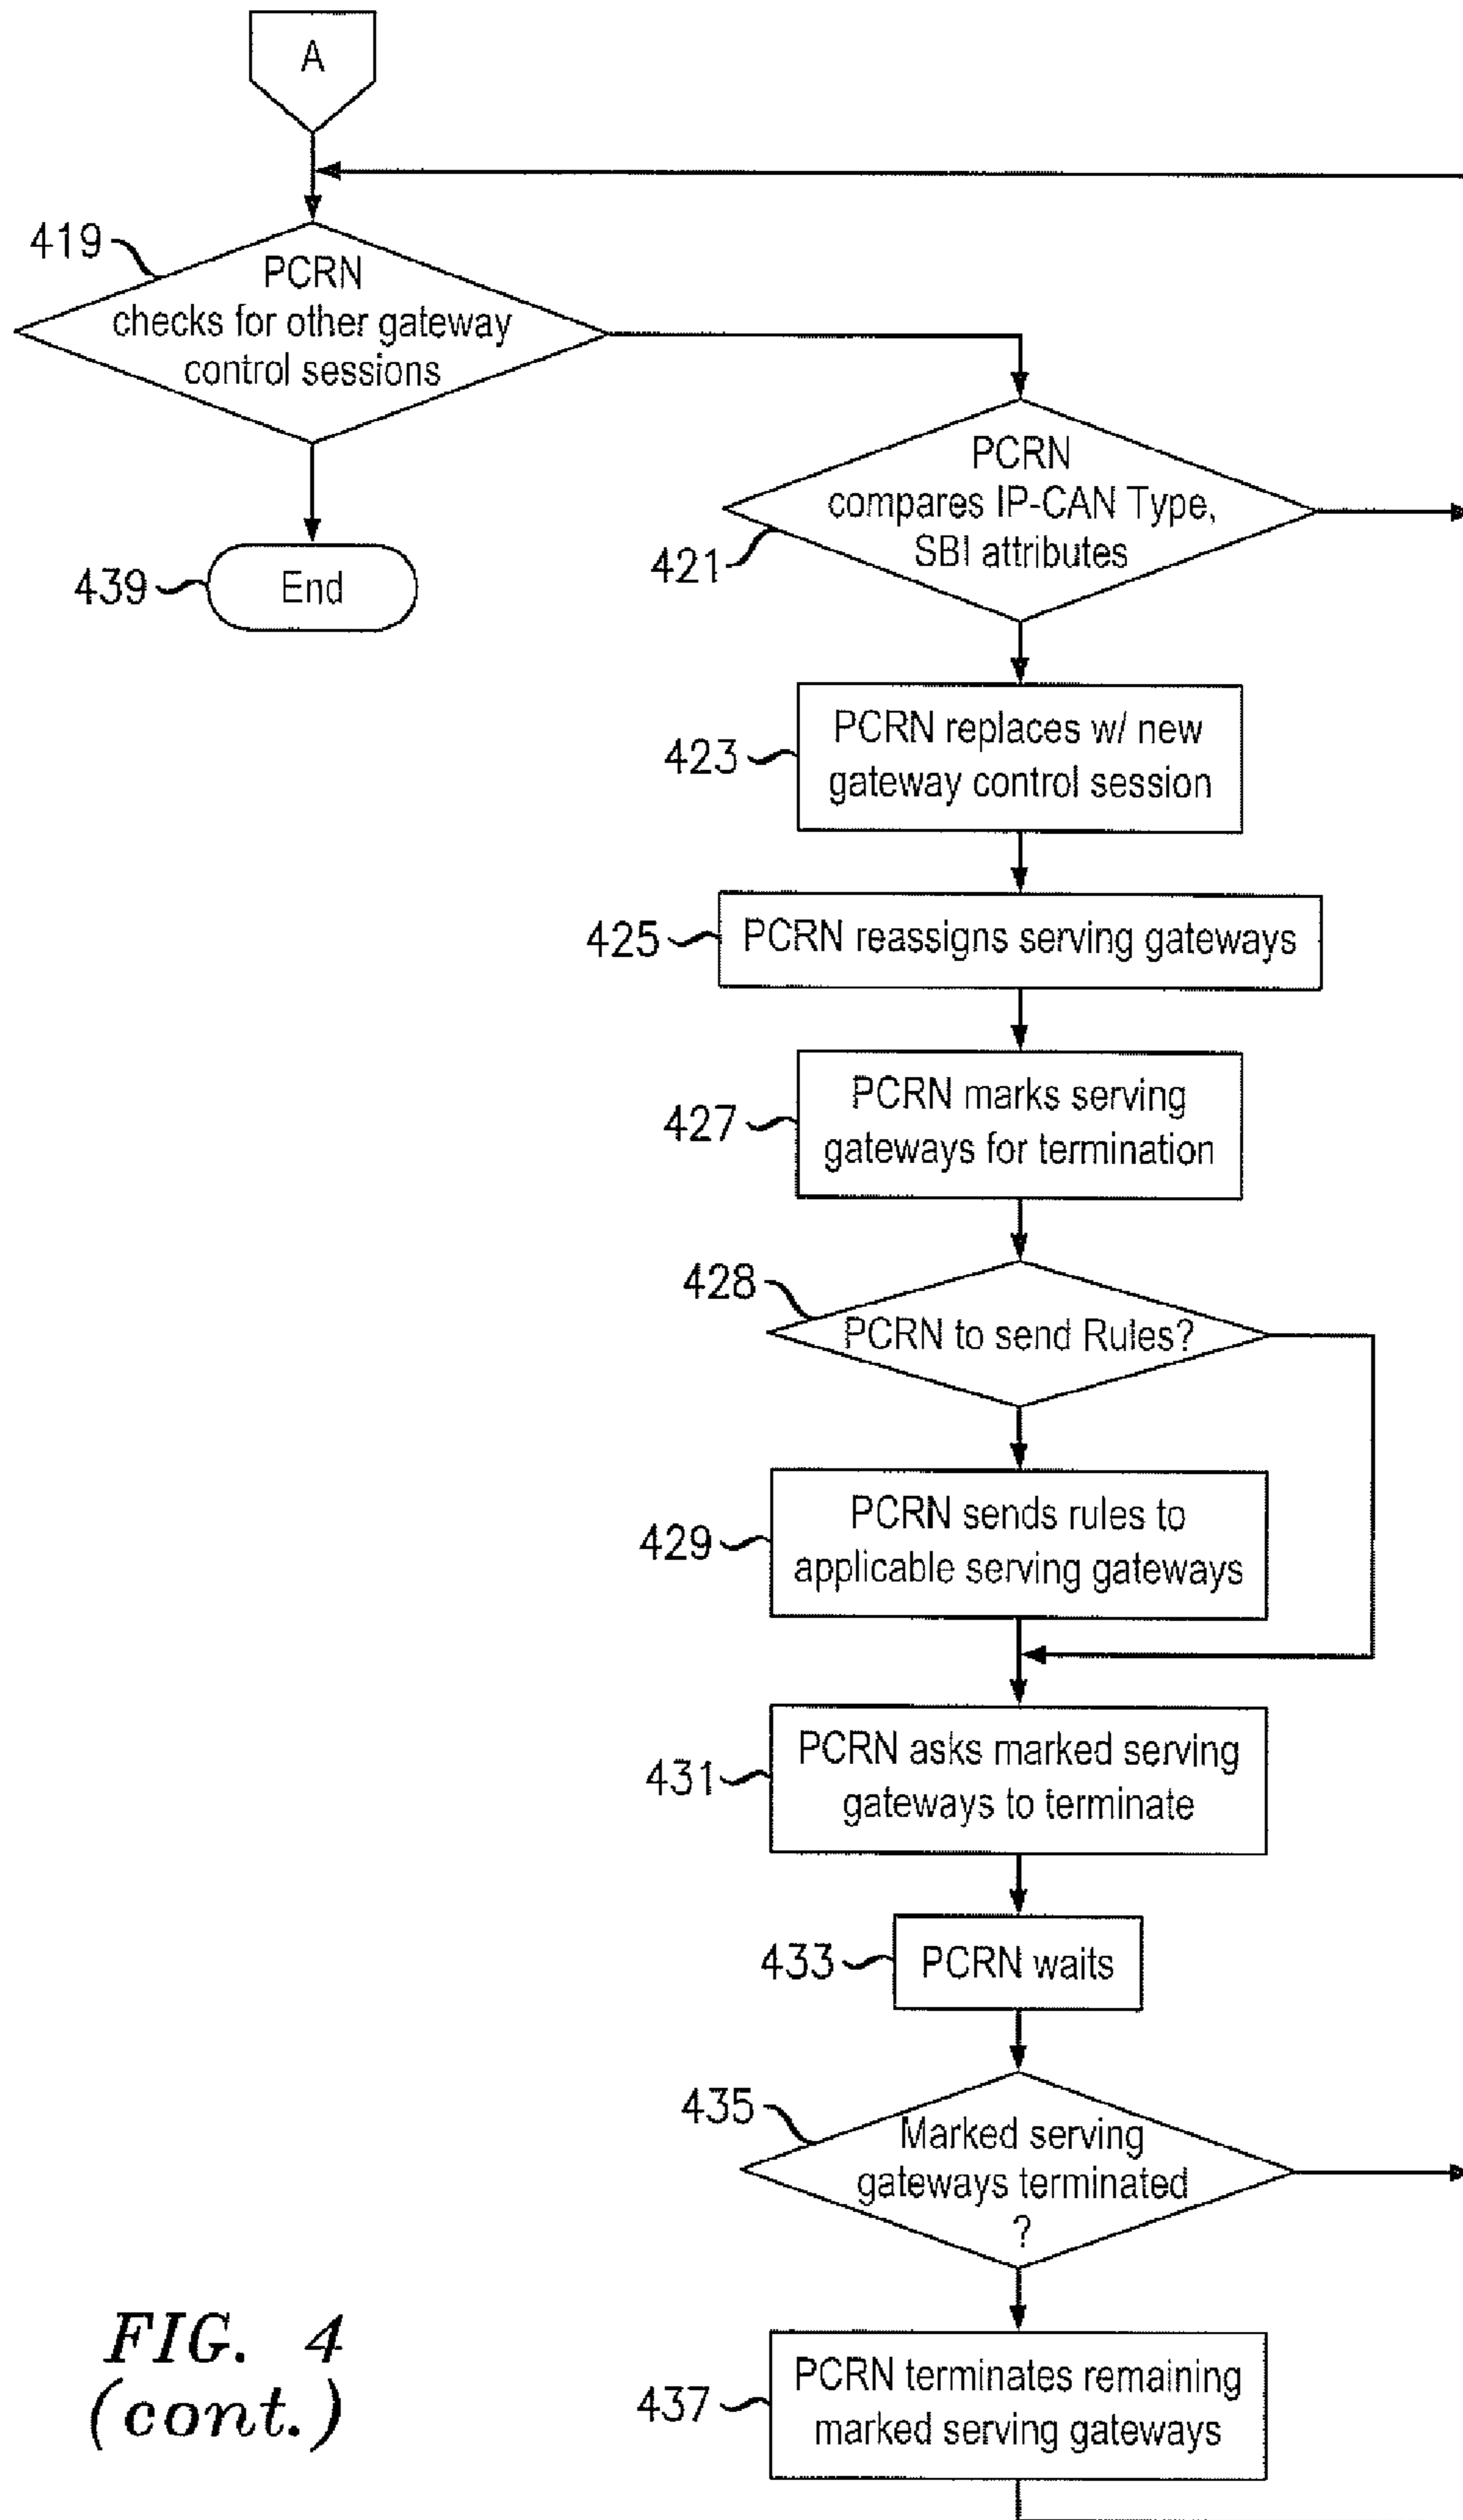 A
419
PCRN
checks for other gateway
control sessions
439
End
PCRN
compares IP-CAN Type,
SBI attributes
421
423
PCRN replaces w/ new
gateway control session
425
PCRN reassigns serving gateways
427
PCRN marks serving
gateways for termination
428
PCRN to send Rules?
429
PCRN sends rules to
applicable serving gateways
431
PCRN asks marked serving
gateways to terminate
433
PCRN waits
435
Marked serving
gateways terminated
?
437
PCRN terminates remaining
marked serving gateways
FIG. 4
(cont.)